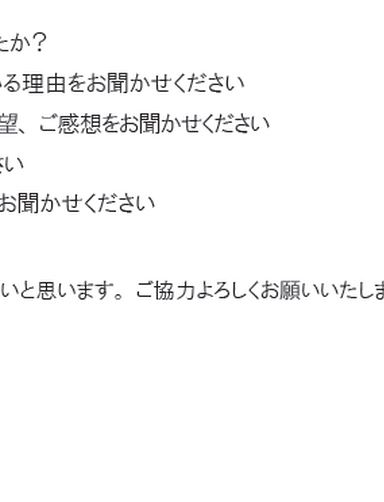 たか？
いる理由をお聞かせください
望、ご感想をお聞かせください
さい
お聞かせください
いと思います。ご協力よろしくお願いいたしま